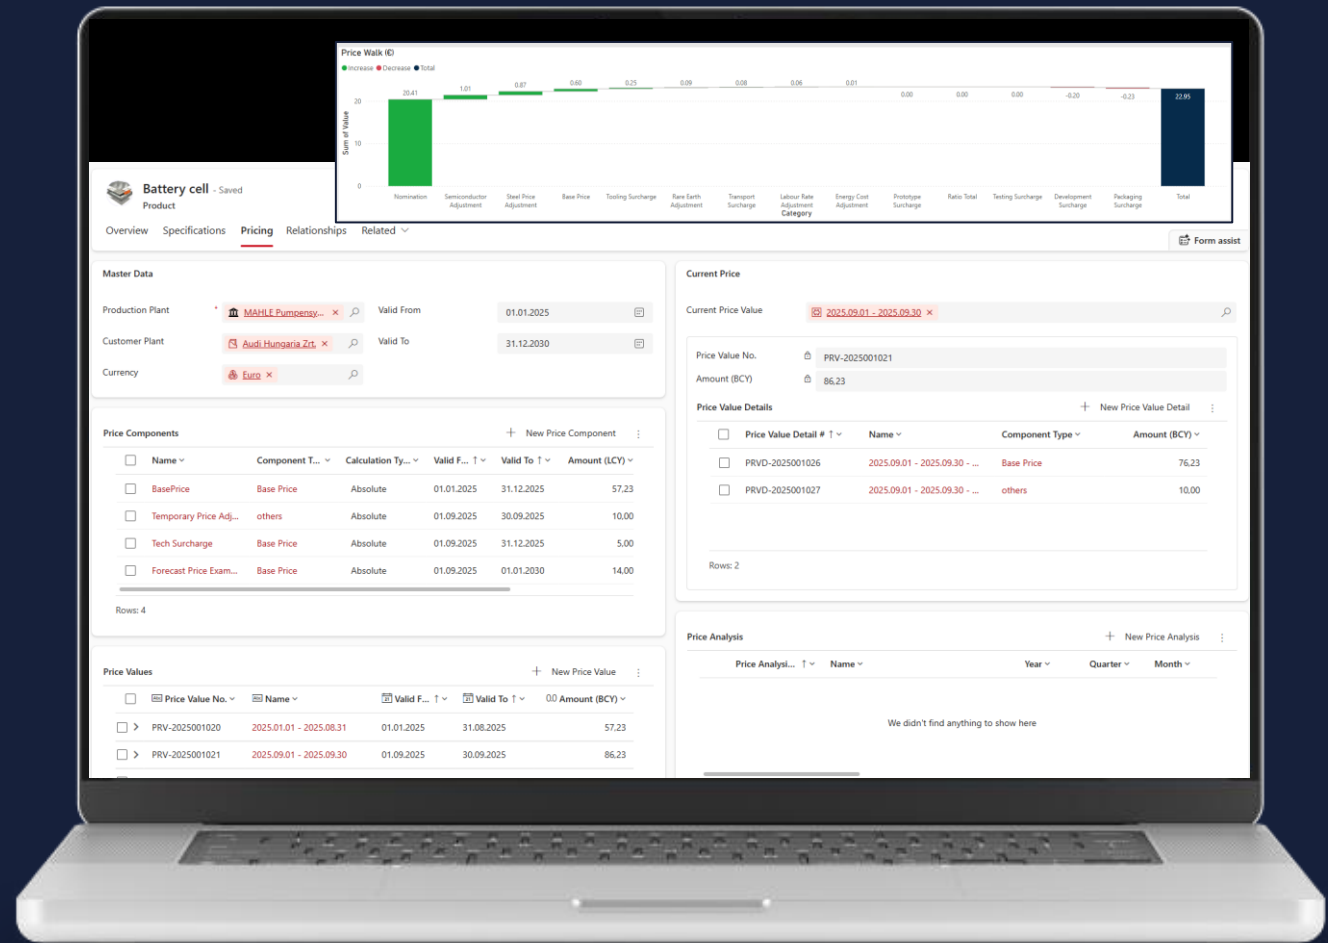 Price Walk (€)
Increase Decrease Total
20.41 1.01 0.87 0.60 0.25 0.09 0.08 0.06 0.01 0.00 0.00 0.00 -0.20 -0.23 22.95
20
10
0
Sum of Value
Nomination Semiconductor Adjustment Steel Price Adjustment Base Price Tooling Surcharge Rare Earth Adjustment Transport Surcharge Labour Rate Adjustment Energy Cost Adjustment Prototype Surcharge Ratio Total Testing Surcharge Development Surcharge Packaging Surcharge Total
Category
Battery cell - Saved
Product
Overview Specifications Pricing Relationships Related
Form assist
Master Data
Production Plant * MAHLE Pumpensy... × Valid From 01.01.2025
Customer Plant Audi Hungaria Zrt. × Valid To 31.12.2030
Currency Euro ×
Price Components + New Price Component
Name Component T... Calculation Ty... Valid F... ↑ Valid To ↑ Amount (LCY)
BasePrice Base Price Absolute 01.01.2025 31.12.2025 57,23
Temporary Price Adj... others Absolute 01.09.2025 30.09.2025 10,00
Tech Surcharge Base Price Absolute 01.09.2025 31.12.2025 5,00
Forecast Price Exam... Base Price Absolute 01.09.2025 01.01.2030 14,00
Rows: 4
Price Values + New Price Value
Price Value No. Name Valid F... ↑ Valid To ↑ Amount (BCY)
PRV-2025001020 2025.01.01 - 2025.08.31 01.01.2025 31.08.2025 57,23
PRV-2025001021 2025.09.01 - 2025.09.30 01.09.2025 30.09.2025 86,23
Current Price
Current Price Value 2025.09.01 - 2025.09.30 ×
Price Value No. PRV-2025001021
Amount (BCY) 86,23
Price Value Details + New Price Value Detail
Price Value Detail # ↑ Name Component Type Amount (BCY)
PRVD-2025001026 2025.09.01 - 2025.09.30 - ... Base Price 76,23
PRVD-2025001027 2025.09.01 - 2025.09.30 - ... others 10,00
Rows: 2
Price Analysis + New Price Analysis
Price Analysi... ↑ Name Year Quarter Month
We didn't find anything to show here